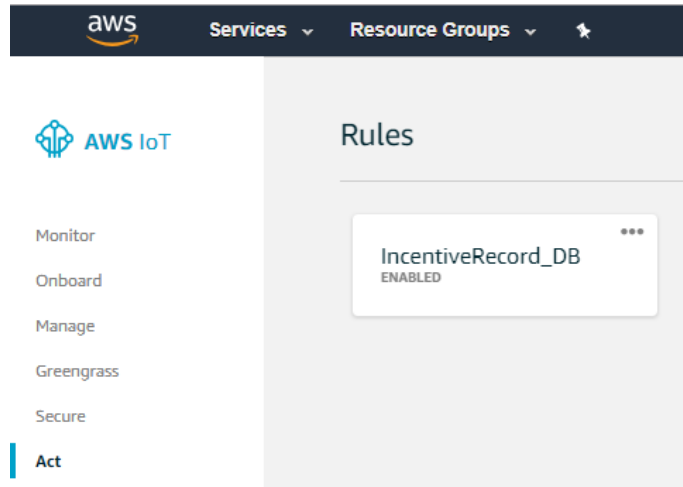 aws
Services
Resource Groups
AWS IoT
Rules
Monitor
Onboard
Manage
Greengrass
Secure
Act
IncentiveRecord_DB
ENABLED